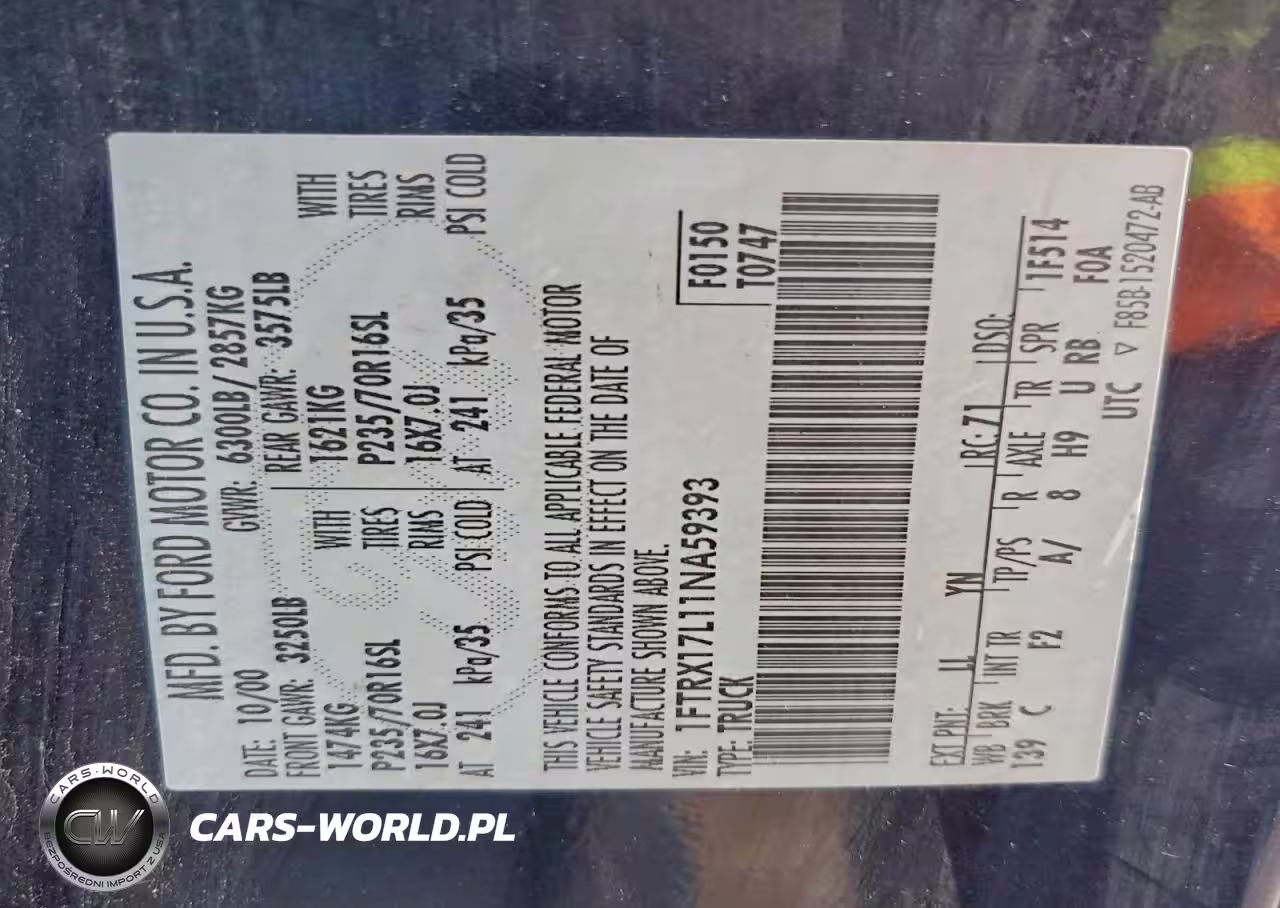 MFD. BY FORD MOTOR CO. IN U.S.A.
DATE: 10/00 GVWR: 6300LB/ 2857KG
FRONT GAWR: 3250LB REAR GAWR: 3575LB
1474KG WITH 1621KG WITH
P235/70R16SL TIRES P235/70R16SL TIRES
16X7.0J RIMS 16X7.0J RIMS
AT 241 kPa/35 PSI COLD AT 241 kPa/35 PSI COLD
THIS VEHICLE CONFORMS TO ALL APPLICABLE FEDERAL MOTOR
VEHICLE SAFETY STANDARDS IN EFFECT ON THE DATE OF
MANUFACTURE SHOWN ABOVE.
VIN: 1FTRX17L11NA59393 F0150
TYPE: TRUCK T0747
EXT PNT: LL YN RC: 71 DSO:
WB BRK INT TR TP/PS R AXLE TR SPR 1F514
139 C F2 A/ 8 H9 U RB F0A
UTC ▽ F85B-1520472-AB
CARS-WORLD
CW
BEZPOŚREDNI IMPORT Z USA
CARS-WORLD.PL